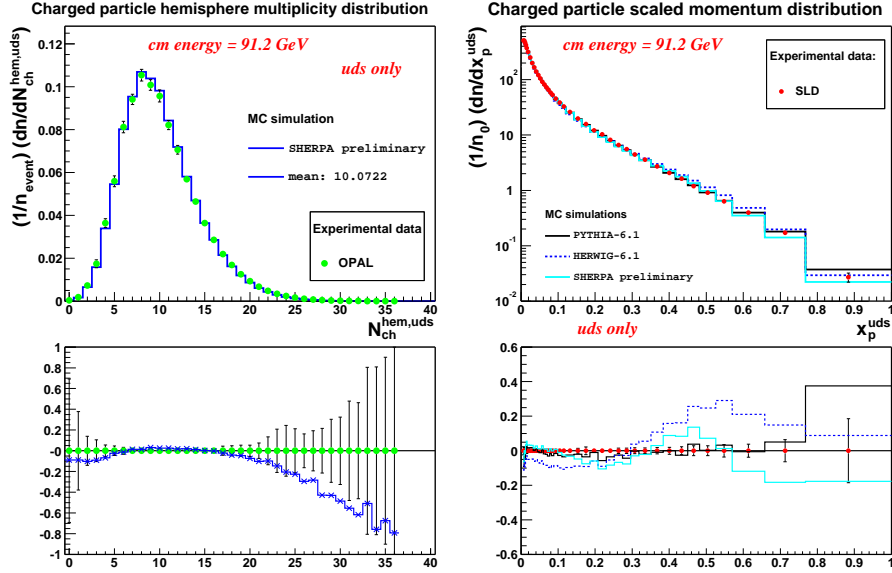 Charged particle hemisphere multiplicity distribution
(1/n_event) (dn/dN_ch^hem,uds)
0.12
0.1
0.08
0.06
0.04
0.02
0
cm energy = 91.2 GeV
uds only
MC simulation
SHERPA preliminary
mean: 10.0722
Experimental data
OPAL
0 5 10 15 20 25 30 35 40
N_ch^hem,uds
1
0.8
0.6
0.4
0.2
-0
-0.2
-0.4
-0.6
-0.8
-1
0 5 10 15 20 25 30 35 40
Charged particle scaled momentum distribution
(1/n_0) (dn/dx_p^uds)
10^2
10
1
10^-1
10^-2
cm energy = 91.2 GeV
Experimental data:
SLD
MC simulations
PYTHIA-6.1
HERWIG-6.1
SHERPA preliminary
0 0.1 0.2 0.3 0.4 0.5 0.6 0.7 0.8 0.9 1
uds only
x_p^uds
0.6
0.4
0.2
-0
-0.2
-0.4
-0.6
0 0.1 0.2 0.3 0.4 0.5 0.6 0.7 0.8 0.9 1